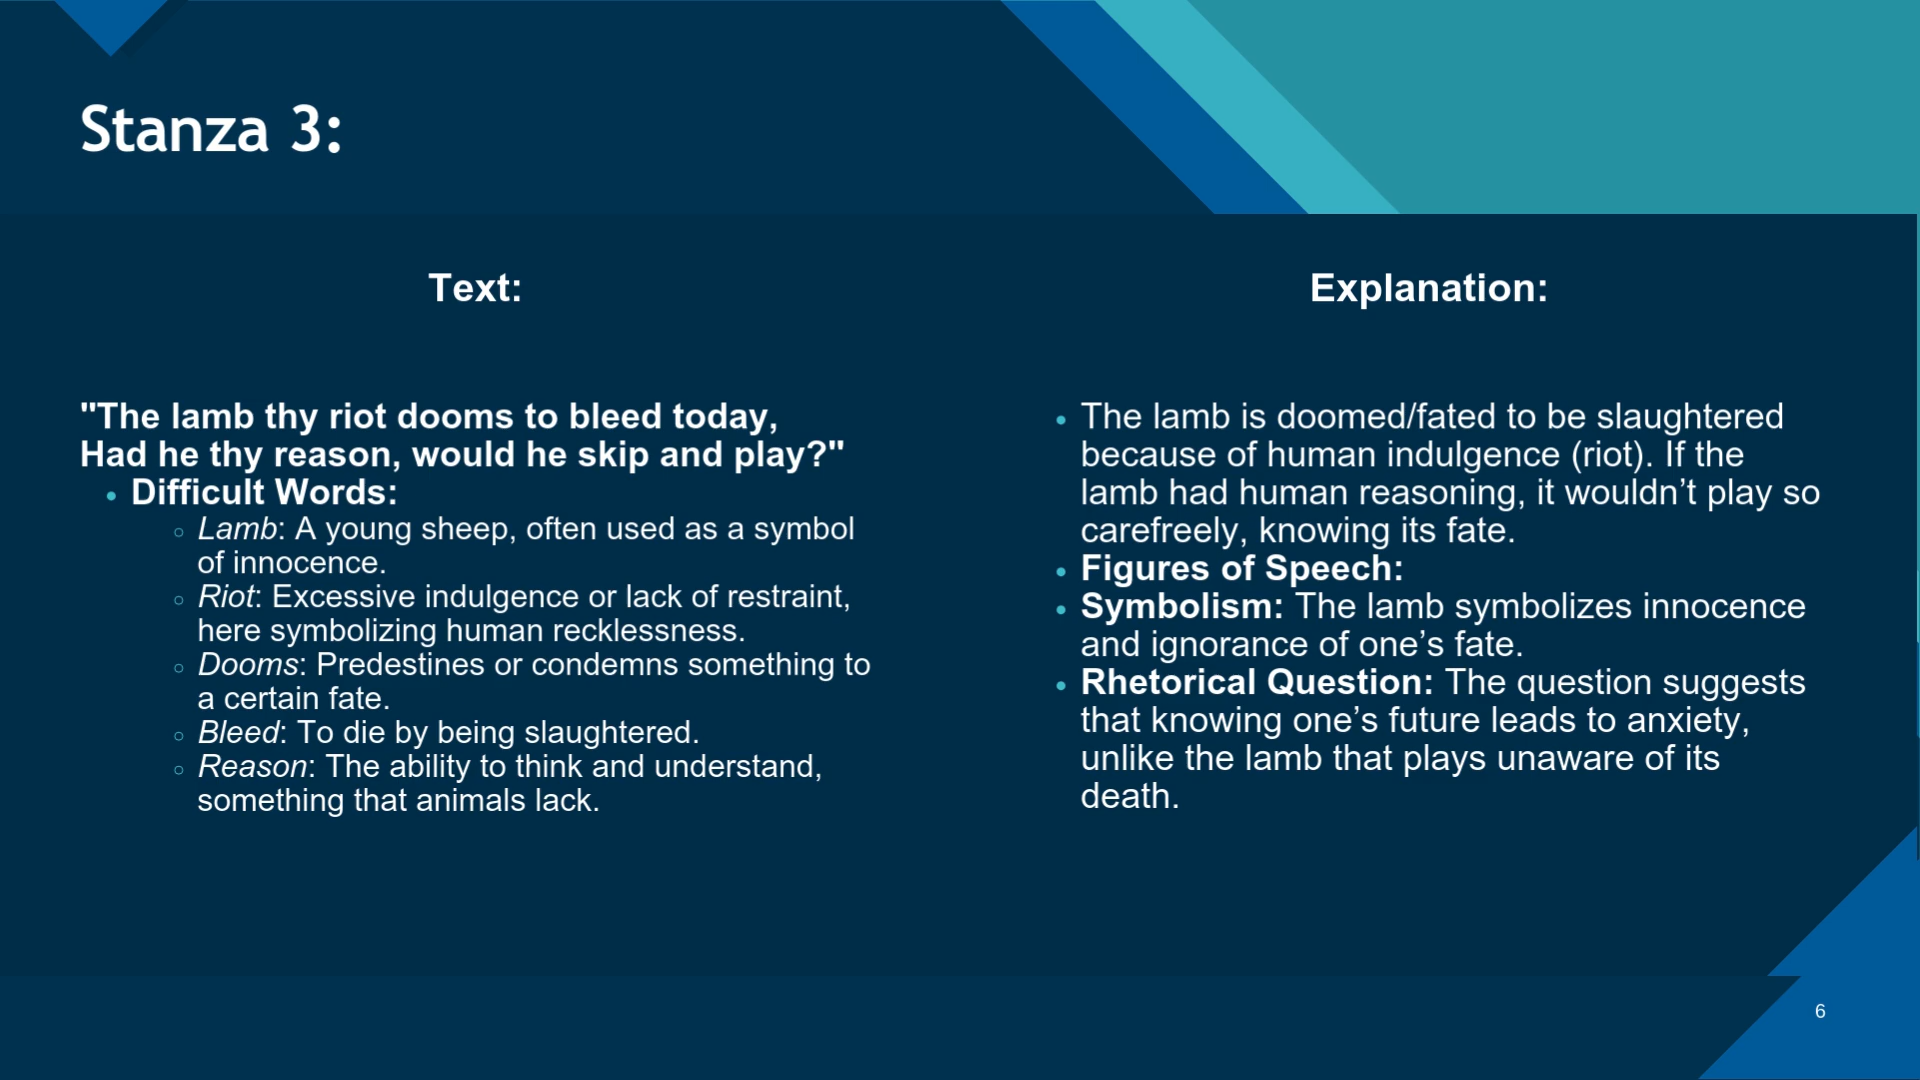 Stanza 3:
Text:
"The lamb thy riot dooms to bleed today,
Had he thy reason, would he skip and play?"
• Difficult Words:
○ Lamb: A young sheep, often used as a symbol
of innocence.
○ Riot: Excessive indulgence or lack of restraint,
here symbolizing human recklessness.
○ Dooms: Predestines or condemns something to
a certain fate.
○ Bleed: To die by being slaughtered.
○ Reason: The ability to think and understand,
something that animals lack.
Explanation:
• The lamb is doomed/fated to be slaughtered
because of human indulgence (riot). If the
lamb had human reasoning, it wouldn’t play so
carefreely, knowing its fate.
• Figures of Speech:
• Symbolism: The lamb symbolizes innocence
and ignorance of one’s fate.
• Rhetorical Question: The question suggests
that knowing one’s future leads to anxiety,
unlike the lamb that plays unaware of its
death.
6